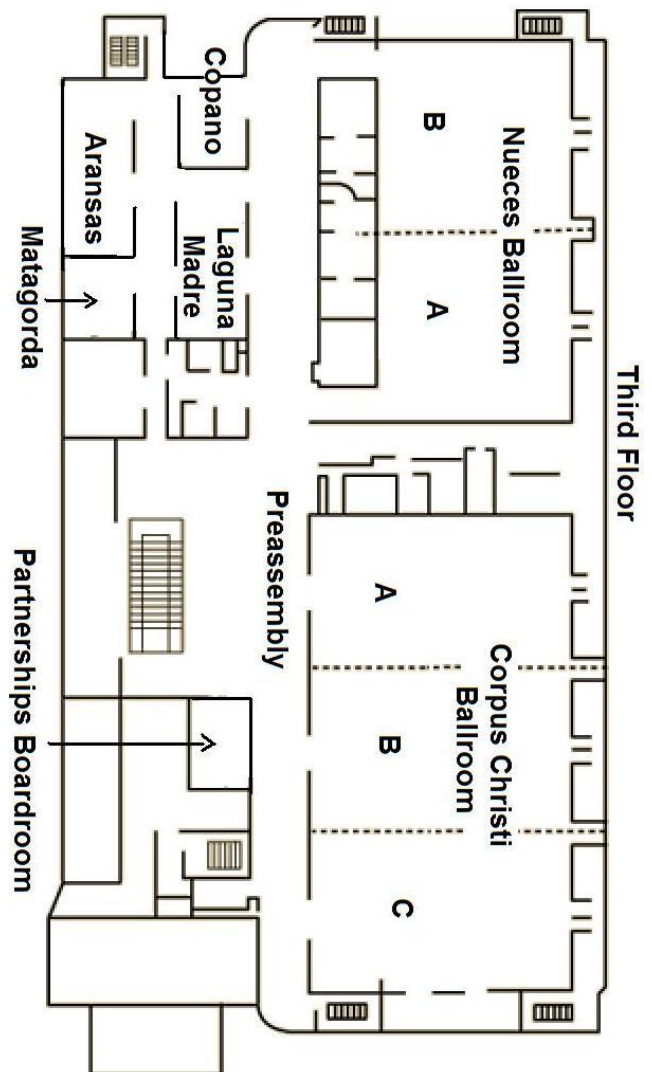 Third Floor
Nueces Ballroom
B
A
Corpus Christi
Ballroom
A
B
C
Preassembly
Copano
Laguna
Madre
Aransas
Matagorda
Partnerships Boardroom